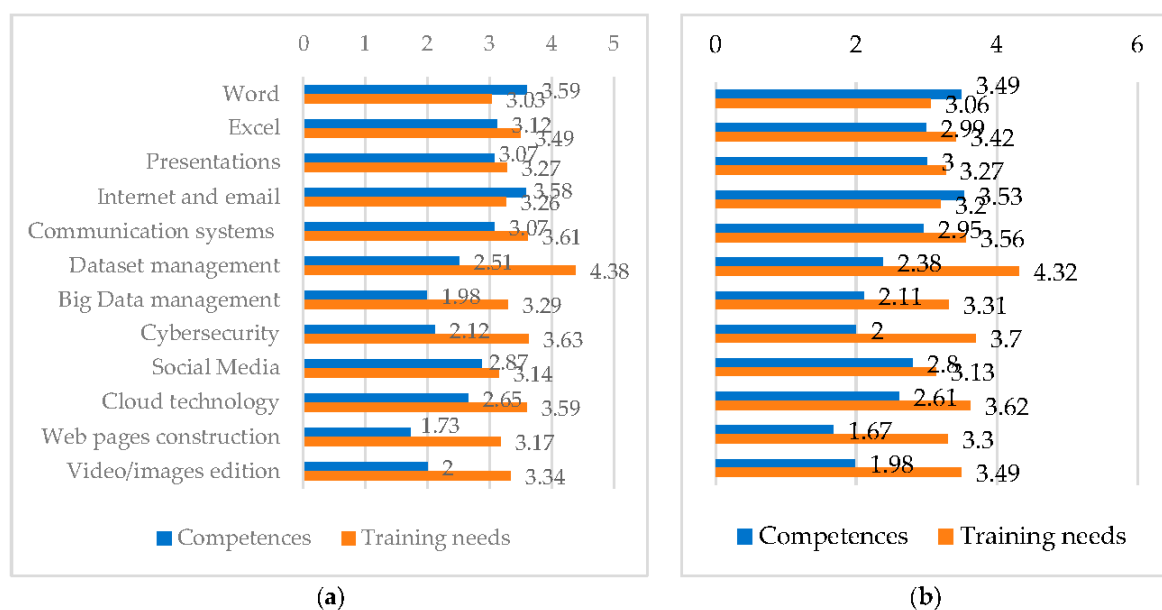 0 1 2 3 4 5
Word 3.59
3.03
Excel 3.12
3.49
Presentations 3.07
3.27
Internet and email 3.58
3.26
Communication systems 3.07
3.61
Dataset management 2.51
4.38
Big Data management 1.98
3.29
Cybersecurity 2.12
3.63
Social Media 2.87
3.14
Cloud technology 2.65
3.59
Web pages construction 1.73
3.17
Video/images edition 2
3.34
Competences Training needs
(a)
0 2 4 6
3.49
3.06
2.99
3.42
3
3.27
3.53
3.2
2.95
3.56
2.38
4.32
2.11
3.31
2
3.7
2.8
3.13
2.61
3.62
1.67
3.3
1.98
3.49
Competences Training needs
(b)